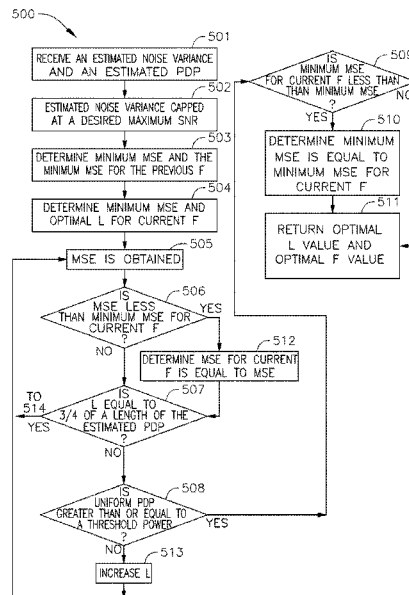 500
501
RECEIVE AN ESTIMATED NOISE VARIANCE
AND AN ESTIMATED PDP
502
ESTIMATED NOISE VARIANCE CAPPED
AT A DESIRED MAXIMUM SNR
503
DETERMINE MINIMUM MSE AND THE
MINIMUM MSE FOR THE PREVIOUS F
504
DETERMINE MINIMUM MSE AND
OPTIMAL L FOR CURRENT F
505
MSE IS OBTAINED
506
IS
MSE LESS
THAN MINIMUM MSE FOR
CURRENT F
?
YES
NO
512
DETERMINE MSE FOR CURRENT
F IS EQUAL TO MSE
507
IS
L EQUAL TO
3/4 OF A LENGTH OF THE
ESTIMATED PDP
?
TO
514
YES
NO
508
IS
UNIFORM PDP
GREATER THAN OR EQUAL TO
A THRESHOLD POWER
?
YES
NO
513
INCREASE L
509
IS
MINIMUM MSE
FOR CURRENT F LESS THAN
THAN MINIMUM MSE
?
NO
YES
510
DETERMINE MINIMUM
MSE IS EQUAL TO
MINIMUM MSE FOR
CURRENT F
511
RETURN OPTIMAL
L VALUE AND
OPTIMAL F VALUE